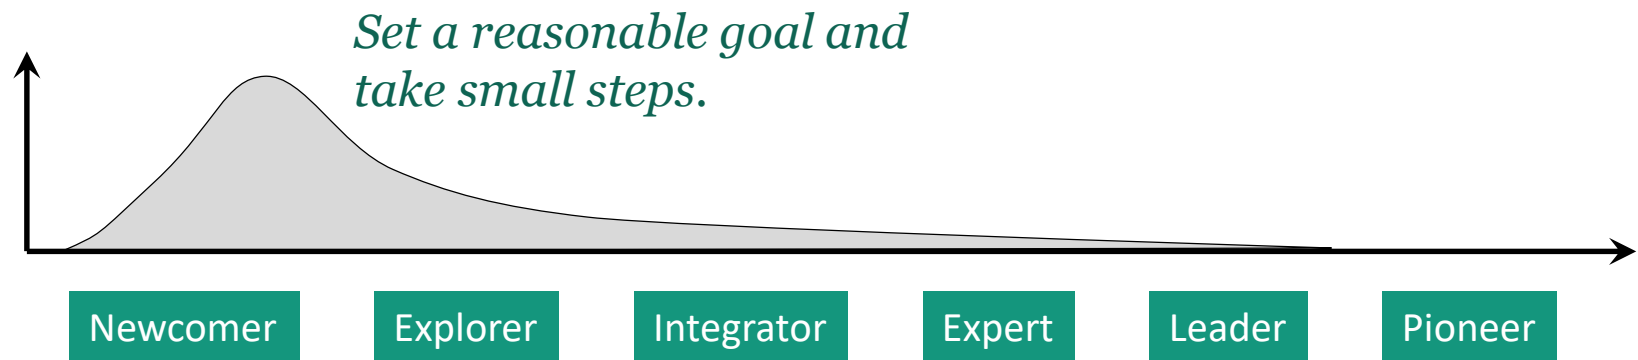 Set a reasonable goal and
take small steps.
Newcomer Explorer Integrator Expert Leader Pioneer